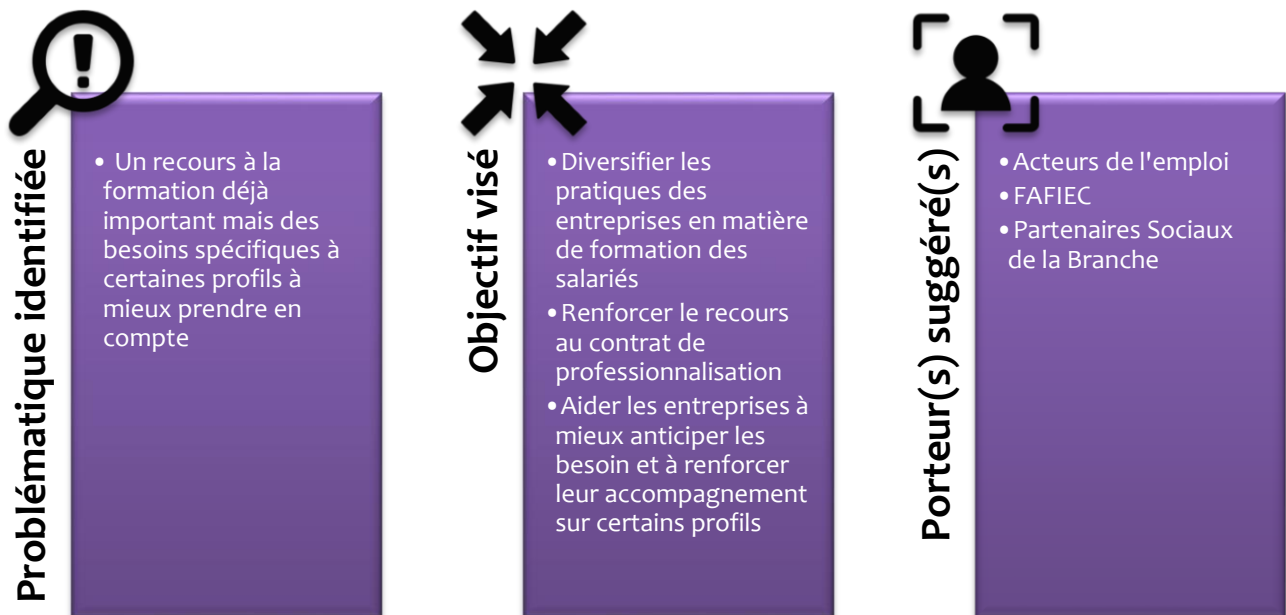 Problématique identifiée
• Un recours à la
formation déjà
important mais des
besoins spécifiques à
certaines profils à
mieux prendre en
compte
Objectif visé
•Diversifier les
pratiques des
entreprises en matière
de formation des
salariés
•Renforcer le recours
au contrat de
professionnalisation
•Aider les entreprises à
mieux anticiper les
besoin et à renforcer
leur accompagnement
sur certains profils
Porteur(s) suggéré(s)
•Acteurs de l'emploi
•FAFIEC
•Partenaires Sociaux
de la Branche